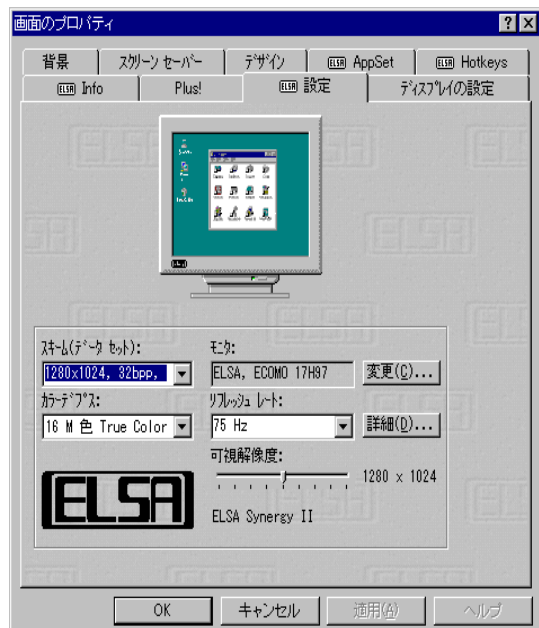 画面のプロパティ
背景 スクリーン セーバー デザイン ELSA AppSet ELSA Hotkeys
ELSA Info Plus! ELSA 設定 ディスプレイの設定
スキーム(データ セット): モニタ:
1280x1024, 32bpp, ELSA, ECOMO 17H97 変更(C)...
カラーデプス: リフレッシュ レート:
16 M 色 True Color 75 Hz 詳細(D)...
可視解像度:
1280 x 1024
ELSA
ELSA Synergy II
OK キャンセル 適用(A) ヘルプ